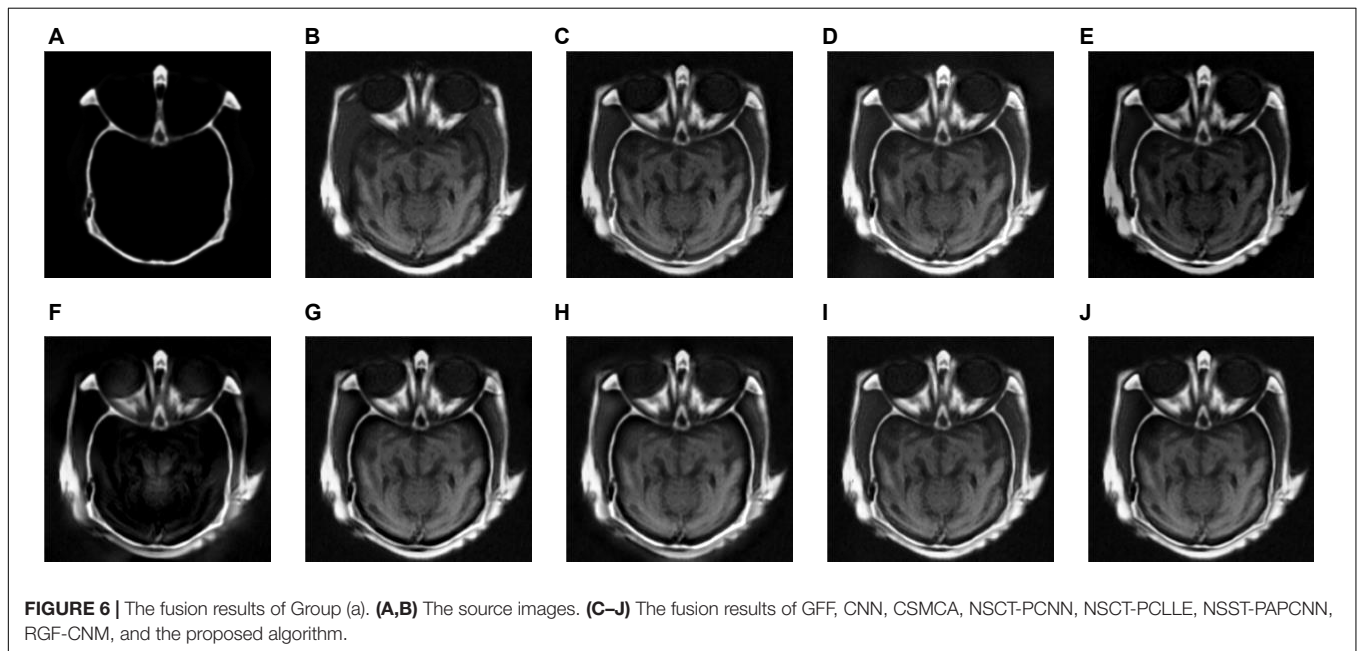 A
B
C
D
E
F
G
H
I
J
FIGURE 6 | The fusion results of Group (a). (A,B) The source images. (C–J) The fusion results of GFF, CNN, CSMCA, NSCT-PCNN, NSCT-PCLLE, NSST-PAPCNN,
RGF-CNM, and the proposed algorithm.